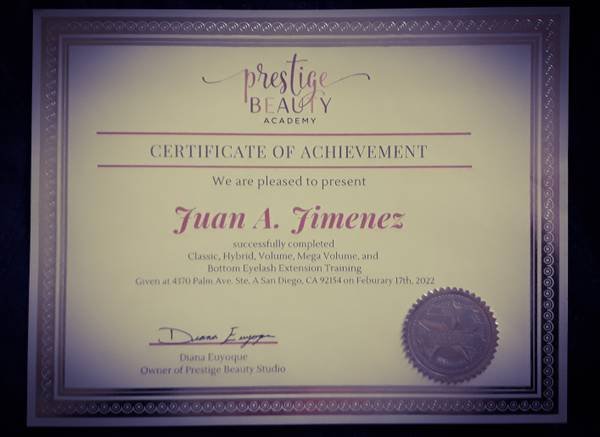 prestige
BEAUTY
ACADEMY
CERTIFICATE OF ACHIEVEMENT
We are pleased to present
Juan A. Jimenez
successfully completed
Classic, Hybrid, Volume, Mega Volume, and
Bottom Eyelash Extension Training
Given at 4370 Palm Ave. Ste. A San Diego, CA 92154 on Feburary 17th, 2022
Diana Euyoque
Diana Euyoque
Owner of Prestige Beauty Studio